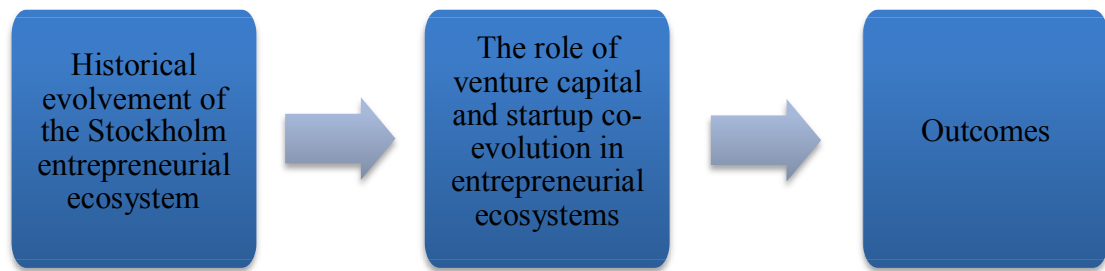 Historical
evolvement of
the Stockholm
entrepreneurial
ecosystem
The role of
venture capital
and startup co-
evolution in
entrepreneurial
ecosystems
Outcomes